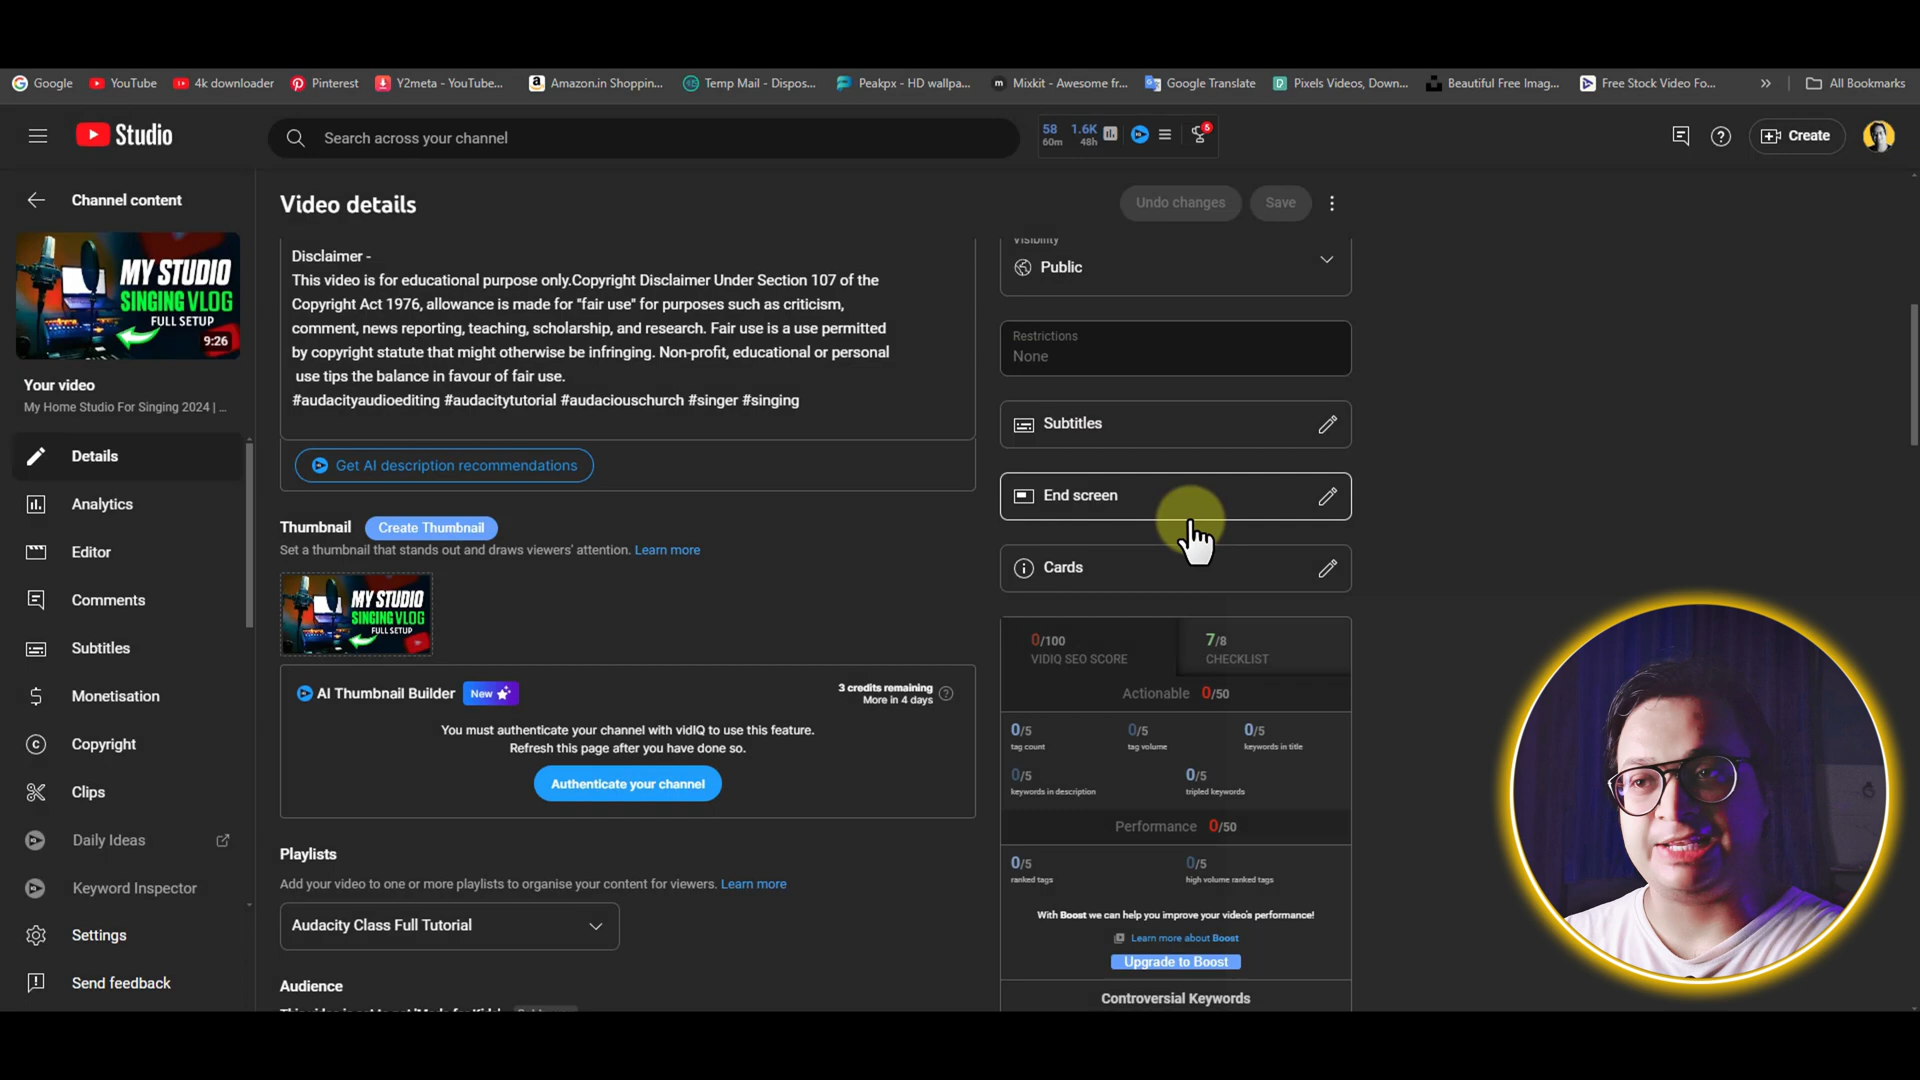 Google
YouTube
4k downloader
Pinterest
Y2meta - YouTube...
Amazon.in Shoppin...
Temp Mail - Dispos...
Peakpx - HD wallpa...
Mixkit - Awesome fr...
Google Translate
Pixels Videos, Down...
Beautiful Free Imag...
Free Stock Video Fo...
All Bookmarks
Studio
Search across your channel
58
60m
1.6K
48h
5
Create
Channel content
MY STUDIO
SINGING VLOG
FULL SETUP
9:26
Your video
My Home Studio For Singing 2024 | ...
Details
Analytics
Editor
Comments
Subtitles
Monetisation
Copyright
Clips
Daily Ideas
Keyword Inspector
Settings
Send feedback
Video details
Undo changes
Save
Disclaimer -
This video is for educational purpose only.Copyright Disclaimer Under Section 107 of the
Copyright Act 1976, allowance is made for "fair use" for purposes such as criticism,
comment, news reporting, teaching, scholarship, and research. Fair use is a use permitted
by copyright statute that might otherwise be infringing. Non-profit, educational or personal
use tips the balance in favour of fair use.
#audacityaudioediting #audacitytutorial #audaciouschurch #singer #singing
Get AI description recommendations
Thumbnail
Create Thumbnail
Set a thumbnail that stands out and draws viewers' attention. Learn more
MY STUDIO
SINGING VLOG
FULL SETUP
AI Thumbnail Builder
New
3 credits remaining
More in 4 days
You must authenticate your channel with vidIQ to use this feature.
Refresh this page after you have done so.
Authenticate your channel
Playlists
Add your video to one or more playlists to organise your content for viewers. Learn more
Audacity Class Full Tutorial
Audience
Visibility
Public
Restrictions
None
Subtitles
End screen
Cards
0/100
VIDIQ SEO SCORE
7/8
CHECKLIST
Actionable 0/50
0/5
tag count
0/5
tag volume
0/5
keywords in title
0/5
keywords in description
0/5
tripled keywords
Performance 0/50
0/5
ranked tags
0/5
high volume ranked tags
With Boost we can help you improve your video's performance!
Learn more about Boost
Upgrade to Boost
Controversial Keywords